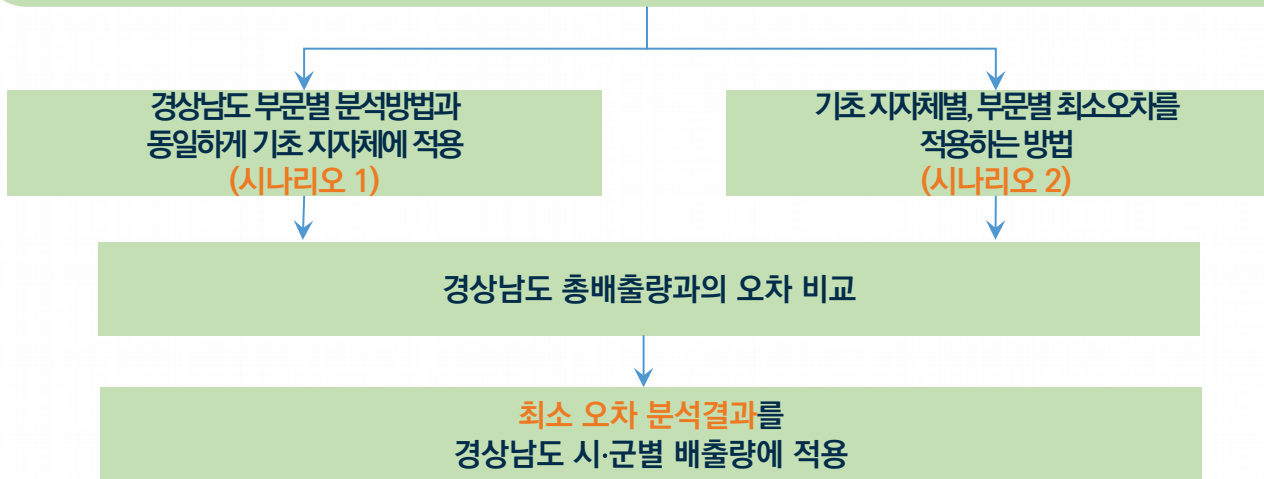 경상남도 부문별 분석방법과
동일하게 기초 지자체에 적용
(시나리오 1)
기초 지자체별, 부문별 최소오차를
적용하는 방법
(시나리오 2)
경상남도 총배출량과의 오차 비교
최소 오차 분석결과를
경상남도 시·군별 배출량에 적용